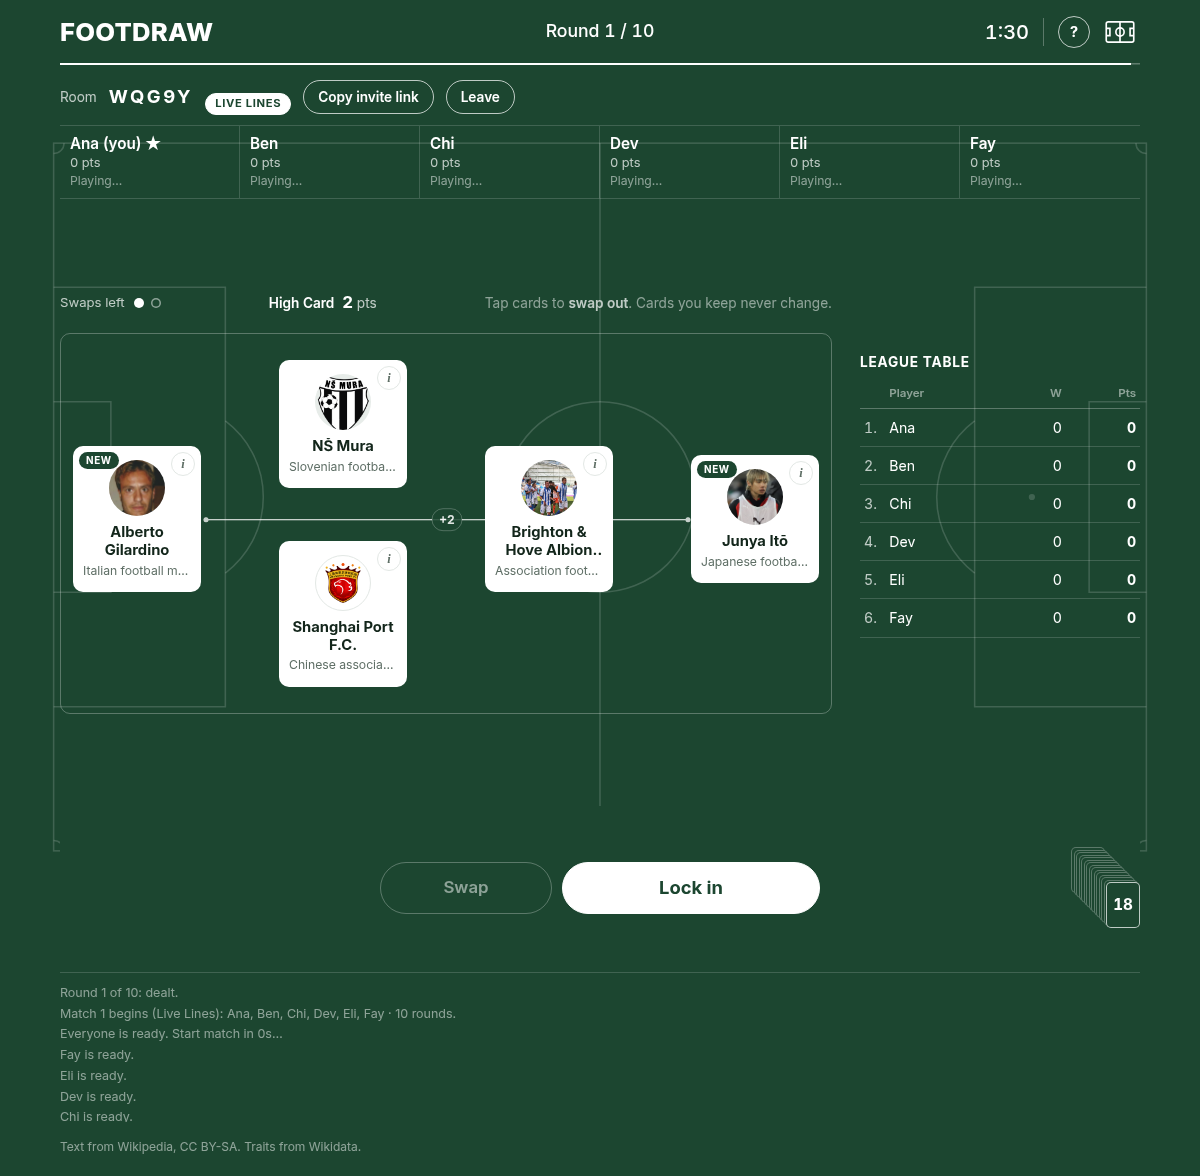 FOOTDRAW
Round 1 / 10
1:30
?
Room WQG9Y LIVE LINES Copy invite link Leave
Ana (you) ★
0 pts
Playing...
Ben
0 pts
Playing...
Chi
0 pts
Playing...
Dev
0 pts
Playing...
Eli
0 pts
Playing...
Fay
0 pts
Playing...
Swaps left
High Card 2 pts
Tap cards to swap out. Cards you keep never change.
NEW
i
Alberto
Gilardino
Italian football m...
NŠ MURA
i
NŠ Mura
Slovenian footba...
i
Shanghai Port
F.C.
Chinese associa...
+2
i
Brighton &
Hove Albion..
Association foot...
NEW
i
Junya Itō
Japanese footba...
LEAGUE TABLE
Player W Pts
1. Ana 0 0
2. Ben 0 0
3. Chi 0 0
4. Dev 0 0
5. Eli 0 0
6. Fay 0 0
Swap
Lock in
18
Round 1 of 10: dealt.
Match 1 begins (Live Lines): Ana, Ben, Chi, Dev, Eli, Fay · 10 rounds.
Everyone is ready. Start match in 0s...
Fay is ready.
Eli is ready.
Dev is ready.
Chi is ready.
Text from Wikipedia, CC BY-SA. Traits from Wikidata.